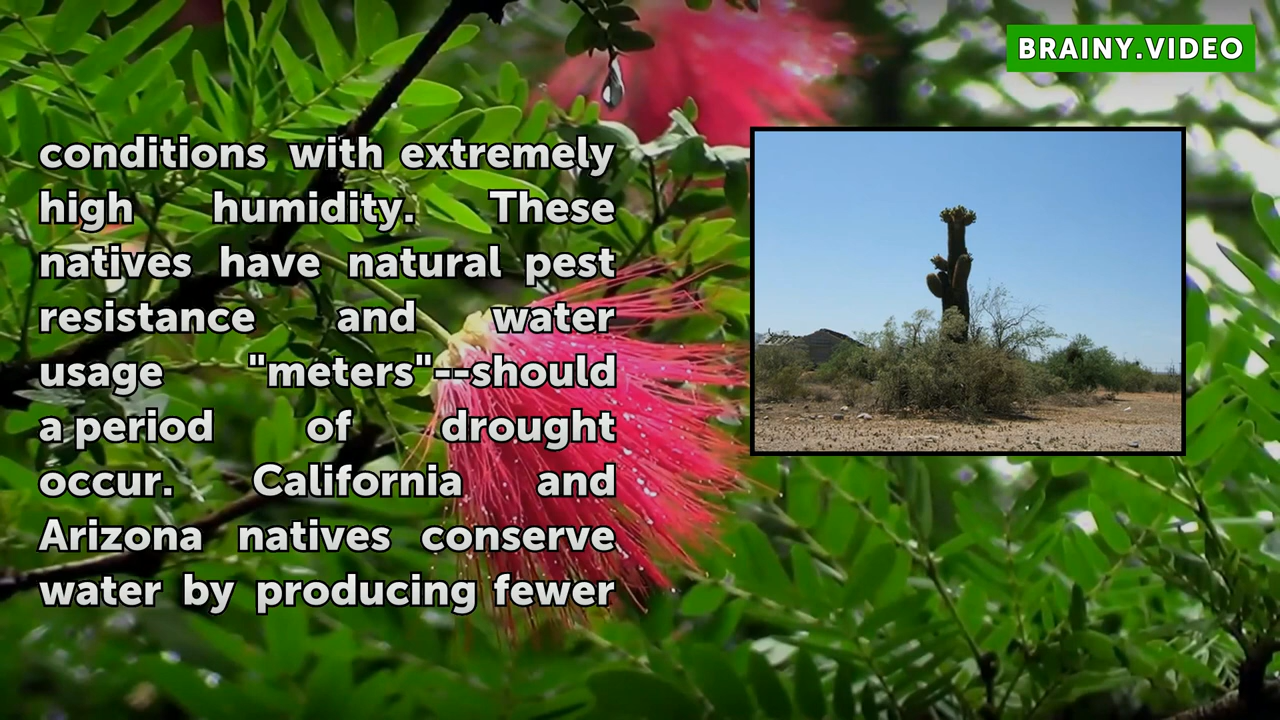 BRAINY.VIDEO
conditions with extremely
high humidity. These
natives have natural pest
resistance and water
usage "meters"--should
a period of drought
occur. California and
Arizona natives conserve
water by producing fewer